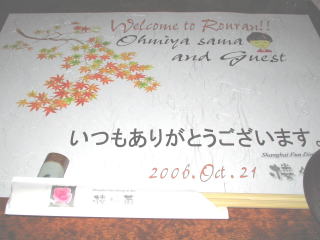 Welcome to Rouran!!
Ohmiya sama
and Guest
いつもありがとうございます。
2006.Oct.21